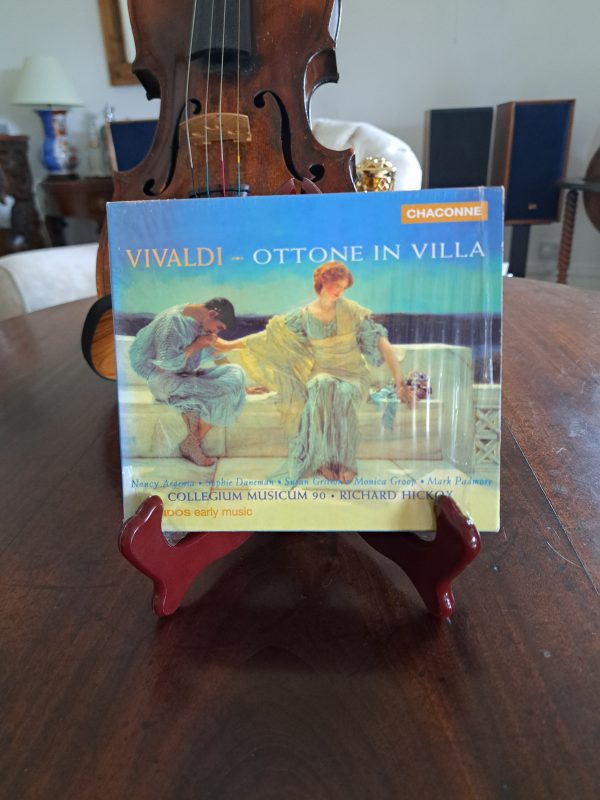 CHACONNE
VIVALDI - OTTONE IN VILLA
Nancy Argenta • Sophie Daneman • Susan Gritton • Monica Groop • Mark Padmore
COLLEGIUM MUSICUM 90 • RICHARD HICKOX
early music